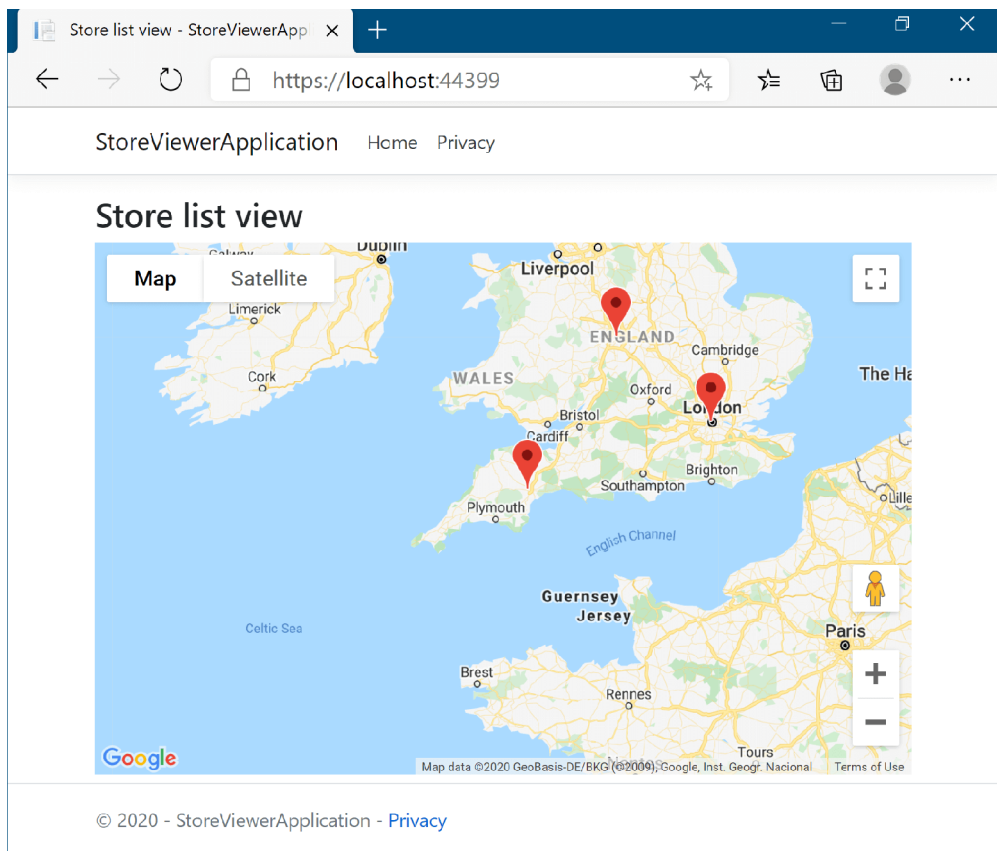 Store list view - StoreViewerApp
https://localhost:44399
StoreViewerApplication Home Privacy
Store list view
Dublin
Galway
Map Satellite
Liverpool
Limerick
ENGLAND
Cambridge
The Ha
Cork
WALES
Oxford
London
Bristol
Cardiff
Brighton
Southampton
Lille
Plymouth
English Channel
Guernsey
Jersey
Celtic Sea
Paris
Brest
Rennes
Tours
Nantes
Google
Map data ©2020 GeoBasis-DE/BKG (©2009), Google, Inst. Geogr. Nacional Terms of Use
© 2020 - StoreViewerApplication - Privacy